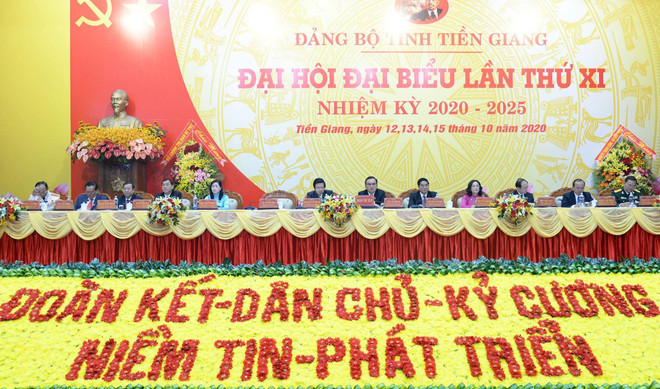 ĐẢNG BỘ TỈNH TIỀN GIANG
ĐẠI HỘI ĐẠI BIỂU LẦN THỨ XI
NHIỆM KỲ 2020 - 2025
Tiền Giang, ngày 12,13,14,15 tháng 10 năm 2020
ĐOÀN KẾT-DÂN CHỦ-KỶ CƯƠNG
NIỀM TIN-PHÁT TRIỂN